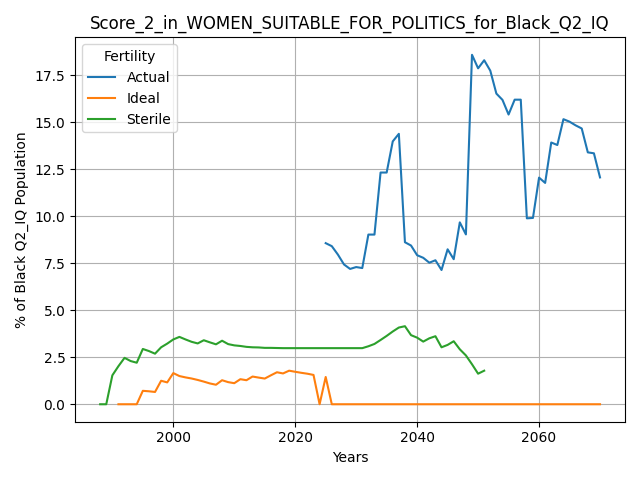 Score_2_in_WOMEN_SUITABLE_FOR_POLITICS_for_Black_Q2_IQ
Fertility
Actual
Ideal
Sterile
% of Black Q2_IQ Population
17.5
15.0
12.5
10.0
7.5
5.0
2.5
0.0
2000
2020
2040
2060
Years